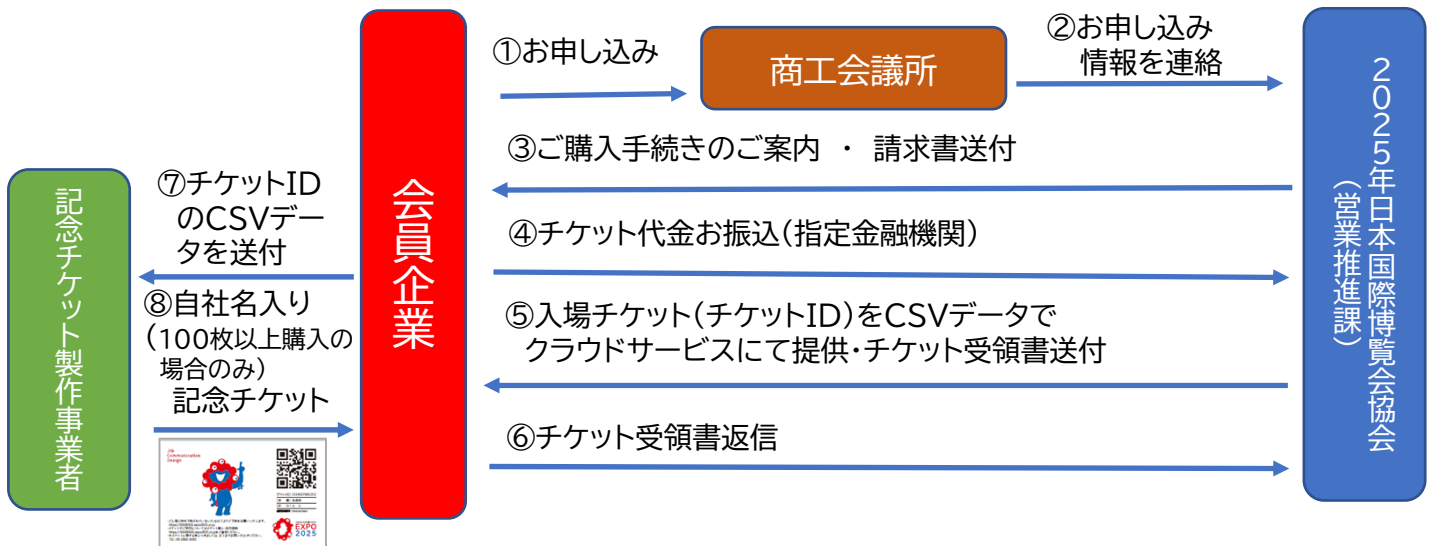 ①お申し込み
商工会議所
②お申し込み
情報を連絡
2025年日本国際博覧会協会
(営業推進課)
③ご購入手続きのご案内 ・ 請求書送付
④チケット代金お振込(指定金融機関)
⑤入場チケット(チケットID)をCSVデータで
クラウドサービスにて提供・チケット受領書送付
⑥チケット受領書返信
会員企業
⑦チケットID
のCSVデー
タを送付
⑧自社名入り
(100枚以上購入の
場合のみ)
記念チケット
記念チケット製作事業者
Communication
Design
EXPO
2025